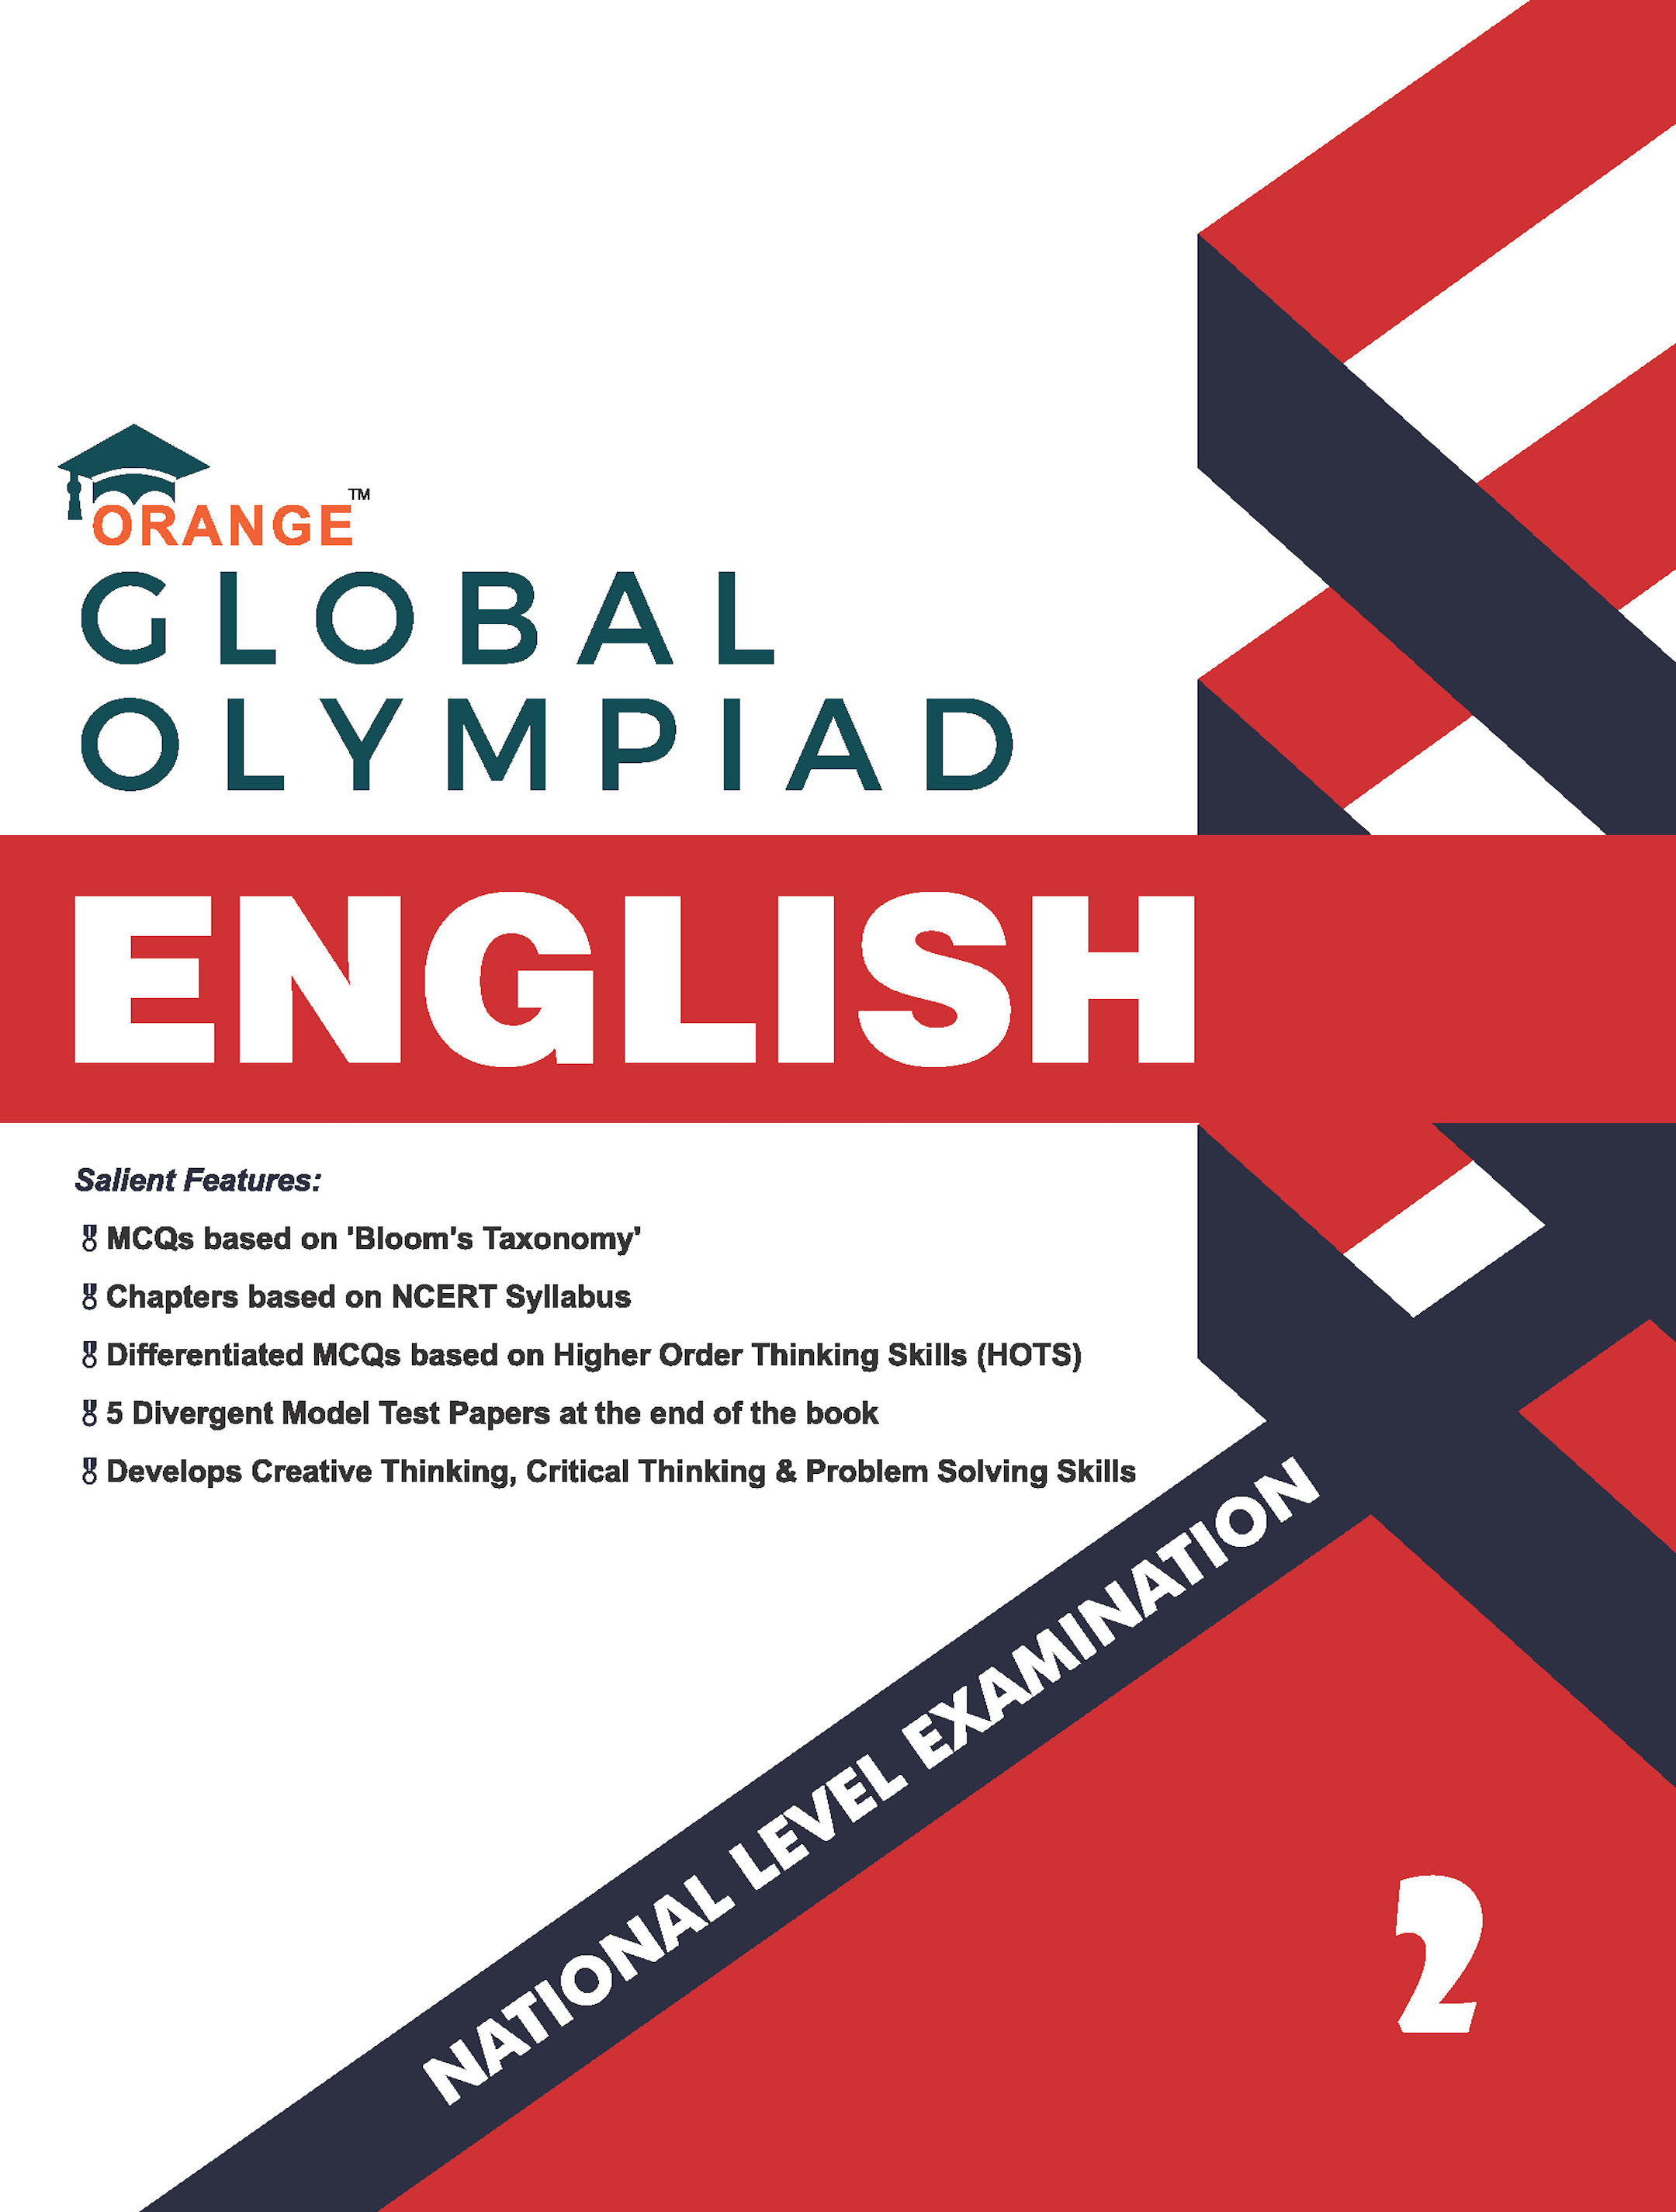 ORANGE™
GLOBAL
OLYMPIAD
ENGLISH
Salient Features:
MCQs based on 'Bloom's Taxonomy'
Chapters based on NCERT Syllabus
Differentiated MCQs based on Higher Order Thinking Skills (HOTS)
5 Divergent Model Test Papers at the end of the book
Develops Creative Thinking, Critical Thinking & Problem Solving Skills
NATIONAL LEVEL EXAMINATION
2